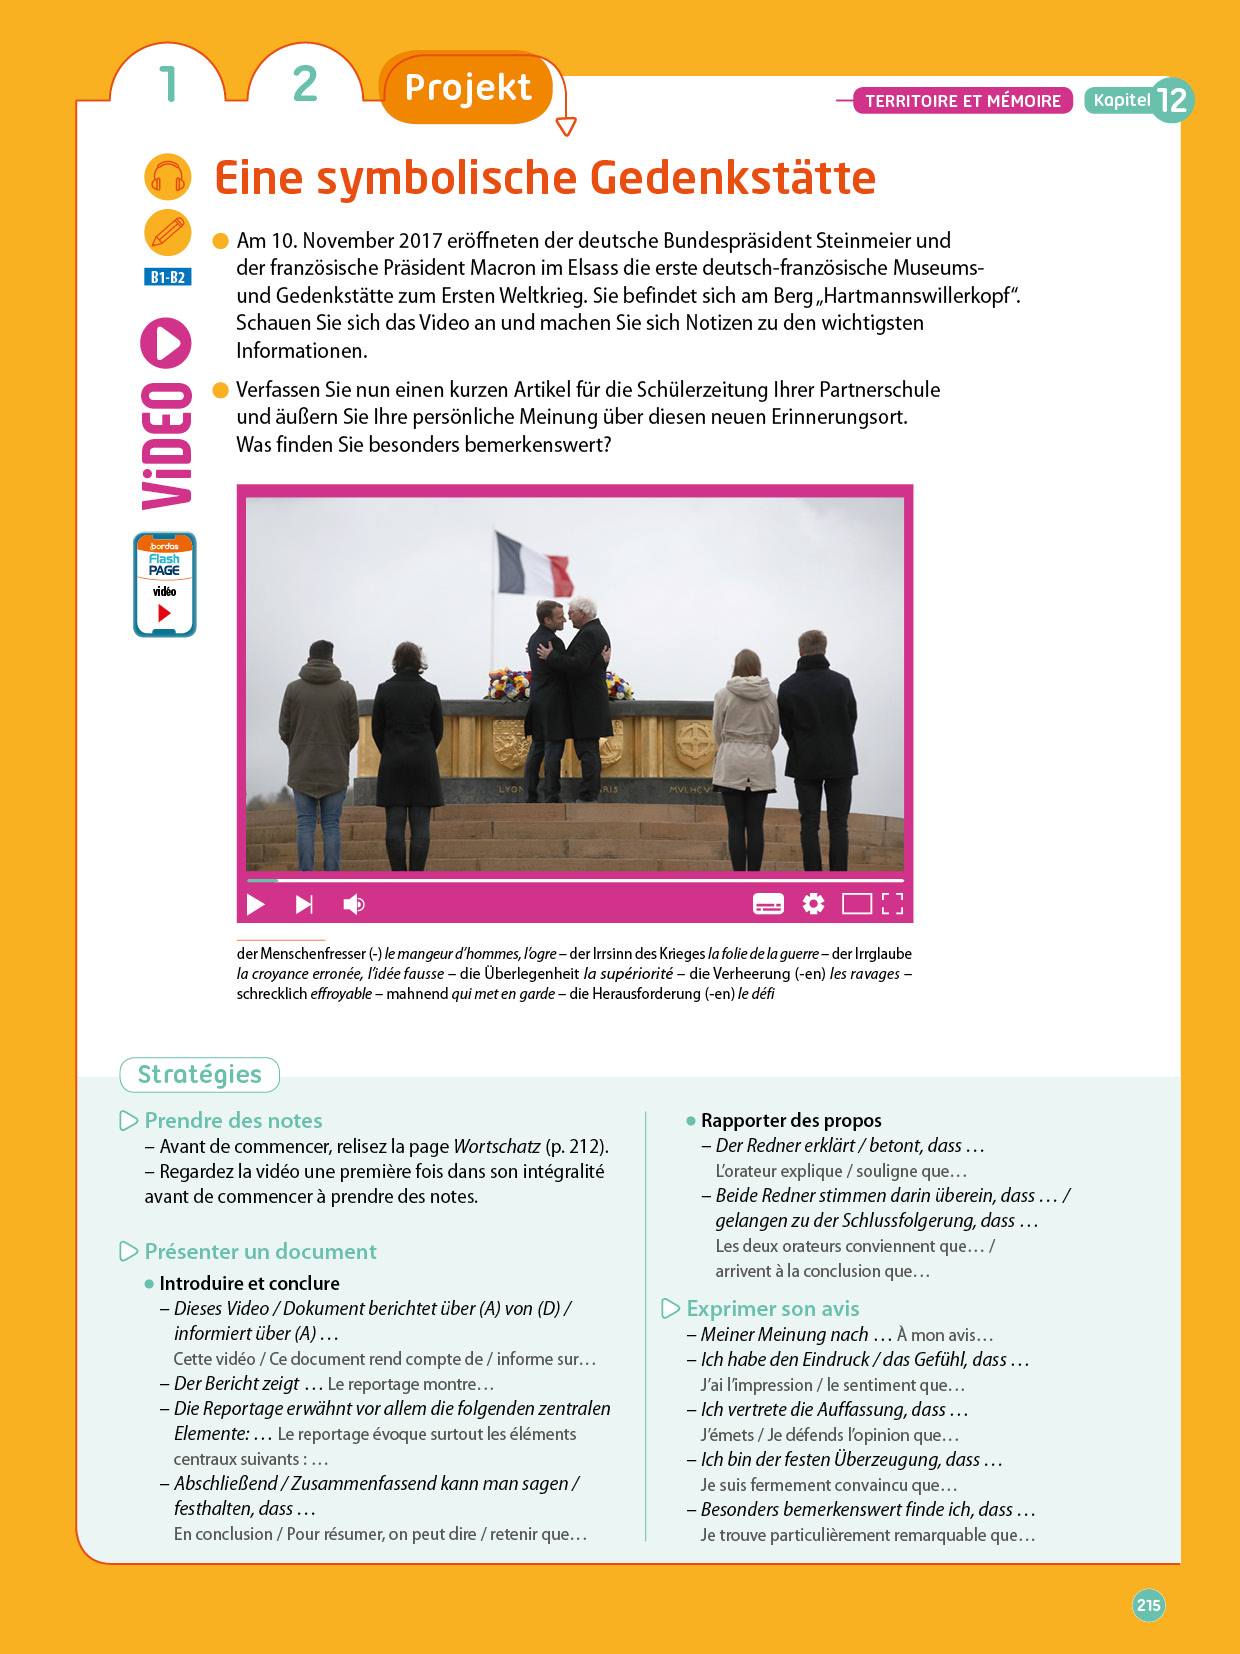 1
2
Projekt
TERRITOIRE ET MÉMOIRE
Kapitel 12
Eine symbolische Gedenkstätte
B1-B2
ViDEO
bordas
Flash
PAGE
vidéo
Am 10. November 2017 eröffneten der deutsche Bundespräsident Steinmeier und
der französische Präsident Macron im Elsass die erste deutsch-französische Museums-
und Gedenkstätte zum Ersten Weltkrieg. Sie befindet sich am Berg „Hartmannswillerkopf“.
Schauen Sie sich das Video an und machen Sie sich Notizen zu den wichtigsten
Informationen.
Verfassen Sie nun einen kurzen Artikel für die Schülerzeitung Ihrer Partnerschule
und äußern Sie Ihre persönliche Meinung über diesen neuen Erinnerungsort.
Was finden Sie besonders bemerkenswert?
LYON
ARIS
MVLHCV
der Menschenfresser (-) le mangeur d’hommes, l’ogre – der Irrsinn des Krieges la folie de la guerre – der Irrglaube
la croyance erronée, l’idée fausse – die Überlegenheit la supériorité – die Verheerung (-en) les ravages –
schrecklich effroyable – mahnend qui met en garde – die Herausforderung (-en) le défi
Stratégies
Prendre des notes
– Avant de commencer, relisez la page Wortschatz (p. 212).
– Regardez la vidéo une première fois dans son intégralité
avant de commencer à prendre des notes.
Présenter un document
• Introduire et conclure
– Dieses Video / Dokument berichtet über (A) von (D) /
informiert über (A) …
Cette vidéo / Ce document rend compte de / informe sur…
– Der Bericht zeigt … Le reportage montre…
– Die Reportage erwähnt vor allem die folgenden zentralen
Elemente: … Le reportage évoque surtout les éléments
centraux suivants : …
– Abschließend / Zusammenfassend kann man sagen /
festhalten, dass …
En conclusion / Pour résumer, on peut dire / retenir que…
• Rapporter des propos
– Der Redner erklärt / betont, dass …
L’orateur explique / souligne que…
– Beide Redner stimmen darin überein, dass … /
gelangen zu der Schlussfolgerung, dass …
Les deux orateurs conviennent que… /
arrivent à la conclusion que…
Exprimer son avis
– Meiner Meinung nach … À mon avis…
– Ich habe den Eindruck / das Gefühl, dass …
J’ai l’impression / le sentiment que…
– Ich vertrete die Auffassung, dass …
J’émets / Je défends l’opinion que…
– Ich bin der festen Überzeugung, dass …
Je suis fermement convaincu que…
– Besonders bemerkenswert finde ich, dass …
Je trouve particulièrement remarquable que…
215